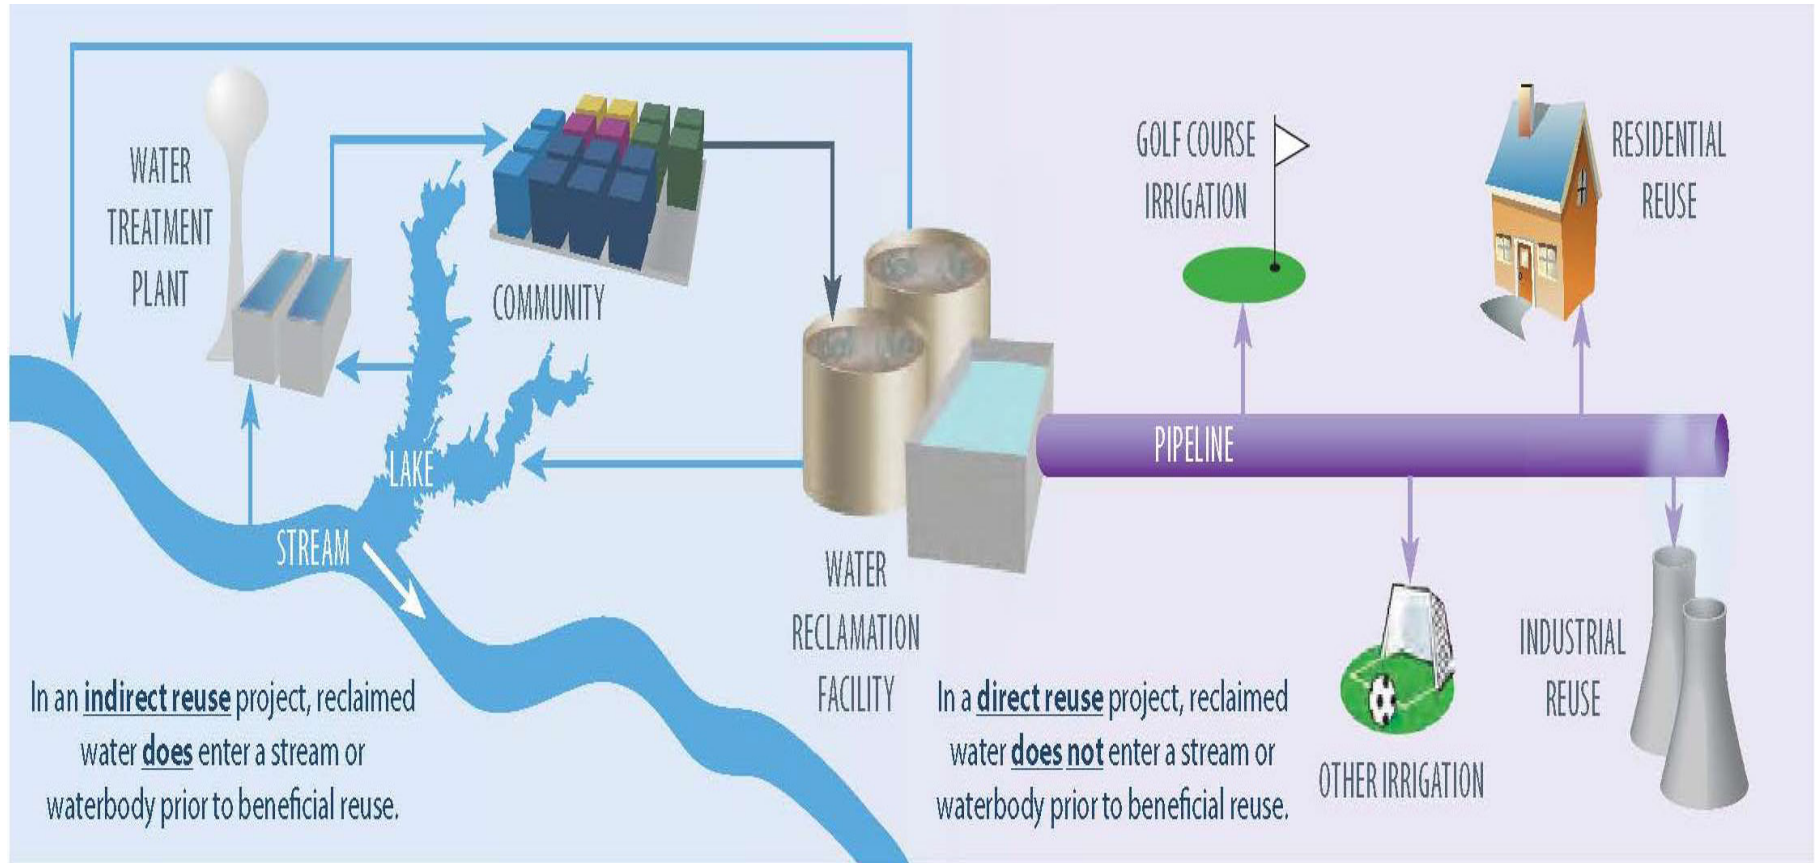 WATER
TREATMENT
PLANT
COMMUNITY
LAKE
STREAM
WATER
RECLAMATION
FACILITY
In an indirect reuse project, reclaimed
water does enter a stream or
waterbody prior to beneficial reuse.
GOLF COURSE
IRRIGATION
RESIDENTIAL
REUSE
PIPELINE
OTHER IRRIGATION
INDUSTRIAL
REUSE
In a direct reuse project, reclaimed
water does not enter a stream or
waterbody prior to beneficial reuse.